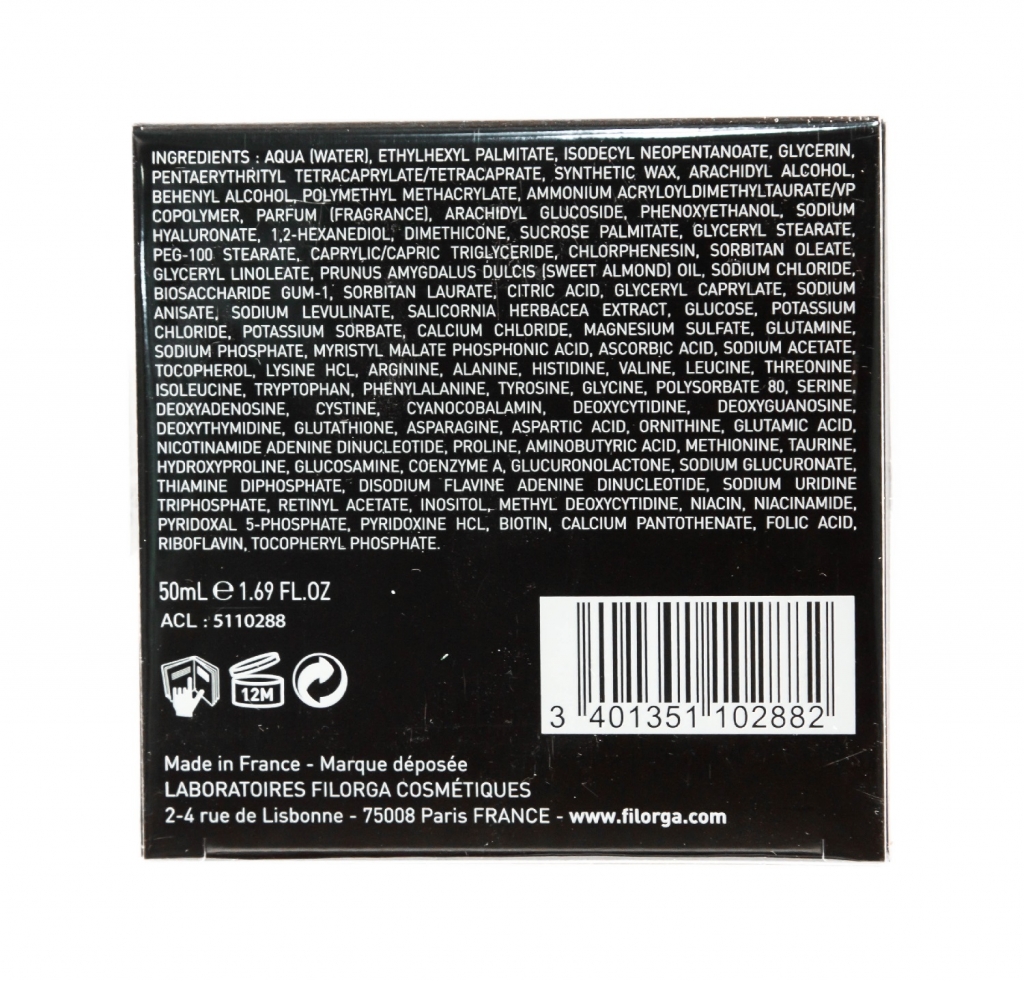 INGREDIENTS : AQUA (WATER), ETHYLHEXYL PALMITATE, ISODECYL NEOPENTANOATE, GLYCERIN,
PENTAERYTHRITYL TETRACAPRYLATE/TETRACAPRATE, SYNTHETIC WAX, ARACHIDYL ALCOHOL,
BEHENYL ALCOHOL, POLYMETHYL METHACRYLATE, AMMONIUM ACRYLOYLDIMETHYLTAURATE/VP
COPOLYMER, PARFUM (FRAGRANCE), ARACHIDYL GLUCOSIDE, PHENOXYETHANOL, SODIUM
HYALURONATE, 1,2-HEXANEDIOL, DIMETHICONE, SUCROSE PALMITATE, GLYCERYL STEARATE,
PEG-100 STEARATE, CAPRYLIC/CAPRIC TRIGLYCERIDE, CHLORPHENESIN, SORBITAN OLEATE,
GLYCERYL LINOLEATE, PRUNUS AMYGDALUS DULCIS (SWEET ALMOND) OIL, SODIUM CHLORIDE,
BIOSACCHARIDE GUM-1, SORBITAN LAURATE, CITRIC ACID, GLYCERYL CAPRYLATE, SODIUM
ANISATE, SODIUM LEVULINATE, SALICORNIA HERBACEA EXTRACT, GLUCOSE, POTASSIUM
CHLORIDE, POTASSIUM SORBATE, CALCIUM CHLORIDE, MAGNESIUM SULFATE, GLUTAMINE,
SODIUM PHOSPHATE, MYRISTYL MALATE PHOSPHONIC ACID, ASCORBIC ACID, SODIUM ACETATE,
TOCOPHEROL, LYSINE HCL, ARGININE, ALANINE, HISTIDINE, VALINE, LEUCINE, THREONINE,
ISOLEUCINE, TRYPTOPHAN, PHENYLALANINE, TYROSINE, GLYCINE, POLYSORBATE 80, SERINE,
DEOXYADENOSINE, CYSTINE, CYANOCOBALAMIN, DEOXYCYTIDINE, DEOXYGUANOSINE,
DEOXYTHYMIDINE, GLUTATHIONE, ASPARAGINE, ASPARTIC ACID, ORNITHINE, GLUTAMIC ACID,
NICOTINAMIDE ADENINE DINUCLEOTIDE, PROLINE, AMINOBUTYRIC ACID, METHIONINE, TAURINE,
HYDROXYPROLINE, GLUCOSAMINE, COENZYME A, GLUCURONOLACTONE, SODIUM GLUCURONATE,
THIAMINE DIPHOSPHATE, DISODIUM FLAVINE ADENINE DINUCLEOTIDE, SODIUM URIDINE
TRIPHOSPHATE, RETINYL ACETATE, INOSITOL, METHYL DEOXYCYTIDINE, NIACIN, NIACINAMIDE,
PYRIDOXAL 5-PHOSPHATE, PYRIDOXINE HCL, BIOTIN, CALCIUM PANTOTHENATE, FOLIC ACID,
RIBOFLAVIN, TOCOPHERYL PHOSPHATE.
50mL ℮ 1.69 FL.OZ
ACL : 5110288
12M
3 401351 102882
Made in France - Marque déposée
LABORATOIRES FILORGA COSMÉTIQUES
2-4 rue de Lisbonne - 75008 Paris FRANCE - www.filorga.com